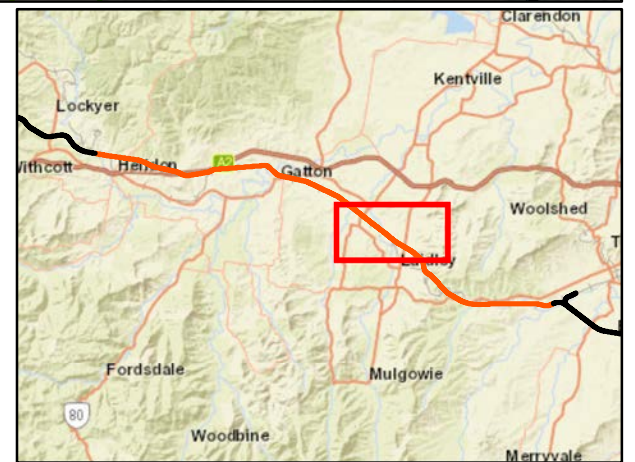 Clarendon
Kentville
Lockyer
A2
Withcott
Helidon
Gatton
Woolshed
T
Laidley
Fordsdale
Mulgowie
80
Woodbine
Merryvale